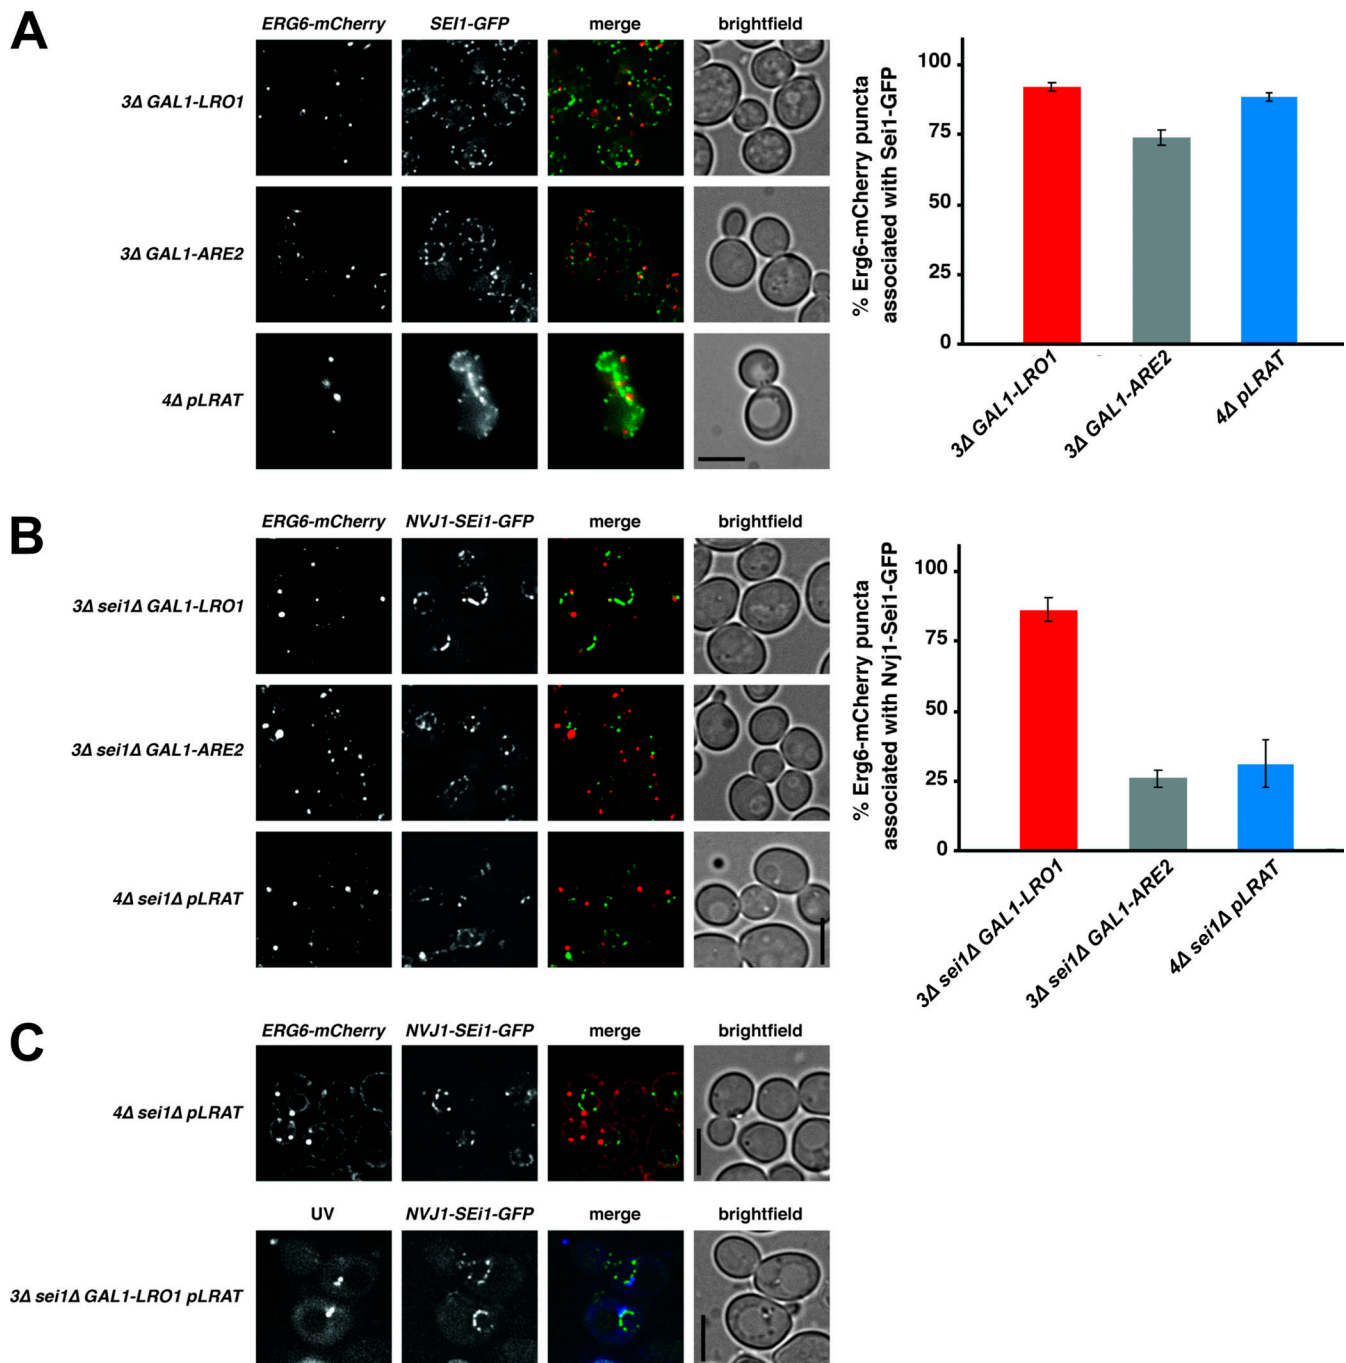 A
ERG6-mCherry SEI1-GFP merge brightfield
3Δ GAL1-LRO1
3Δ GAL1-ARE2
4Δ pLRAT
% Erg6-mCherry puncta
associated with Sei1-GFP
100
75
50
25
0
3Δ GAL1-LRO1
3Δ GAL1-ARE2
4Δ pLRAT
B
ERG6-mCherry NVJ1-SEi1-GFP merge brightfield
3Δ sei1Δ GAL1-LRO1
3Δ sei1Δ GAL1-ARE2
4Δ sei1Δ pLRAT
% Erg6-mCherry puncta
associated with Nvj1-Sei1-GFP
100
75
50
25
0
3Δ sei1Δ GAL1-LRO1
3Δ sei1Δ GAL1-ARE2
4Δ sei1Δ pLRAT
C
ERG6-mCherry NVJ1-SEi1-GFP merge brightfield
4Δ sei1Δ pLRAT
UV NVJ1-SEi1-GFP merge brightfield
3Δ sei1Δ GAL1-LRO1 pLRAT